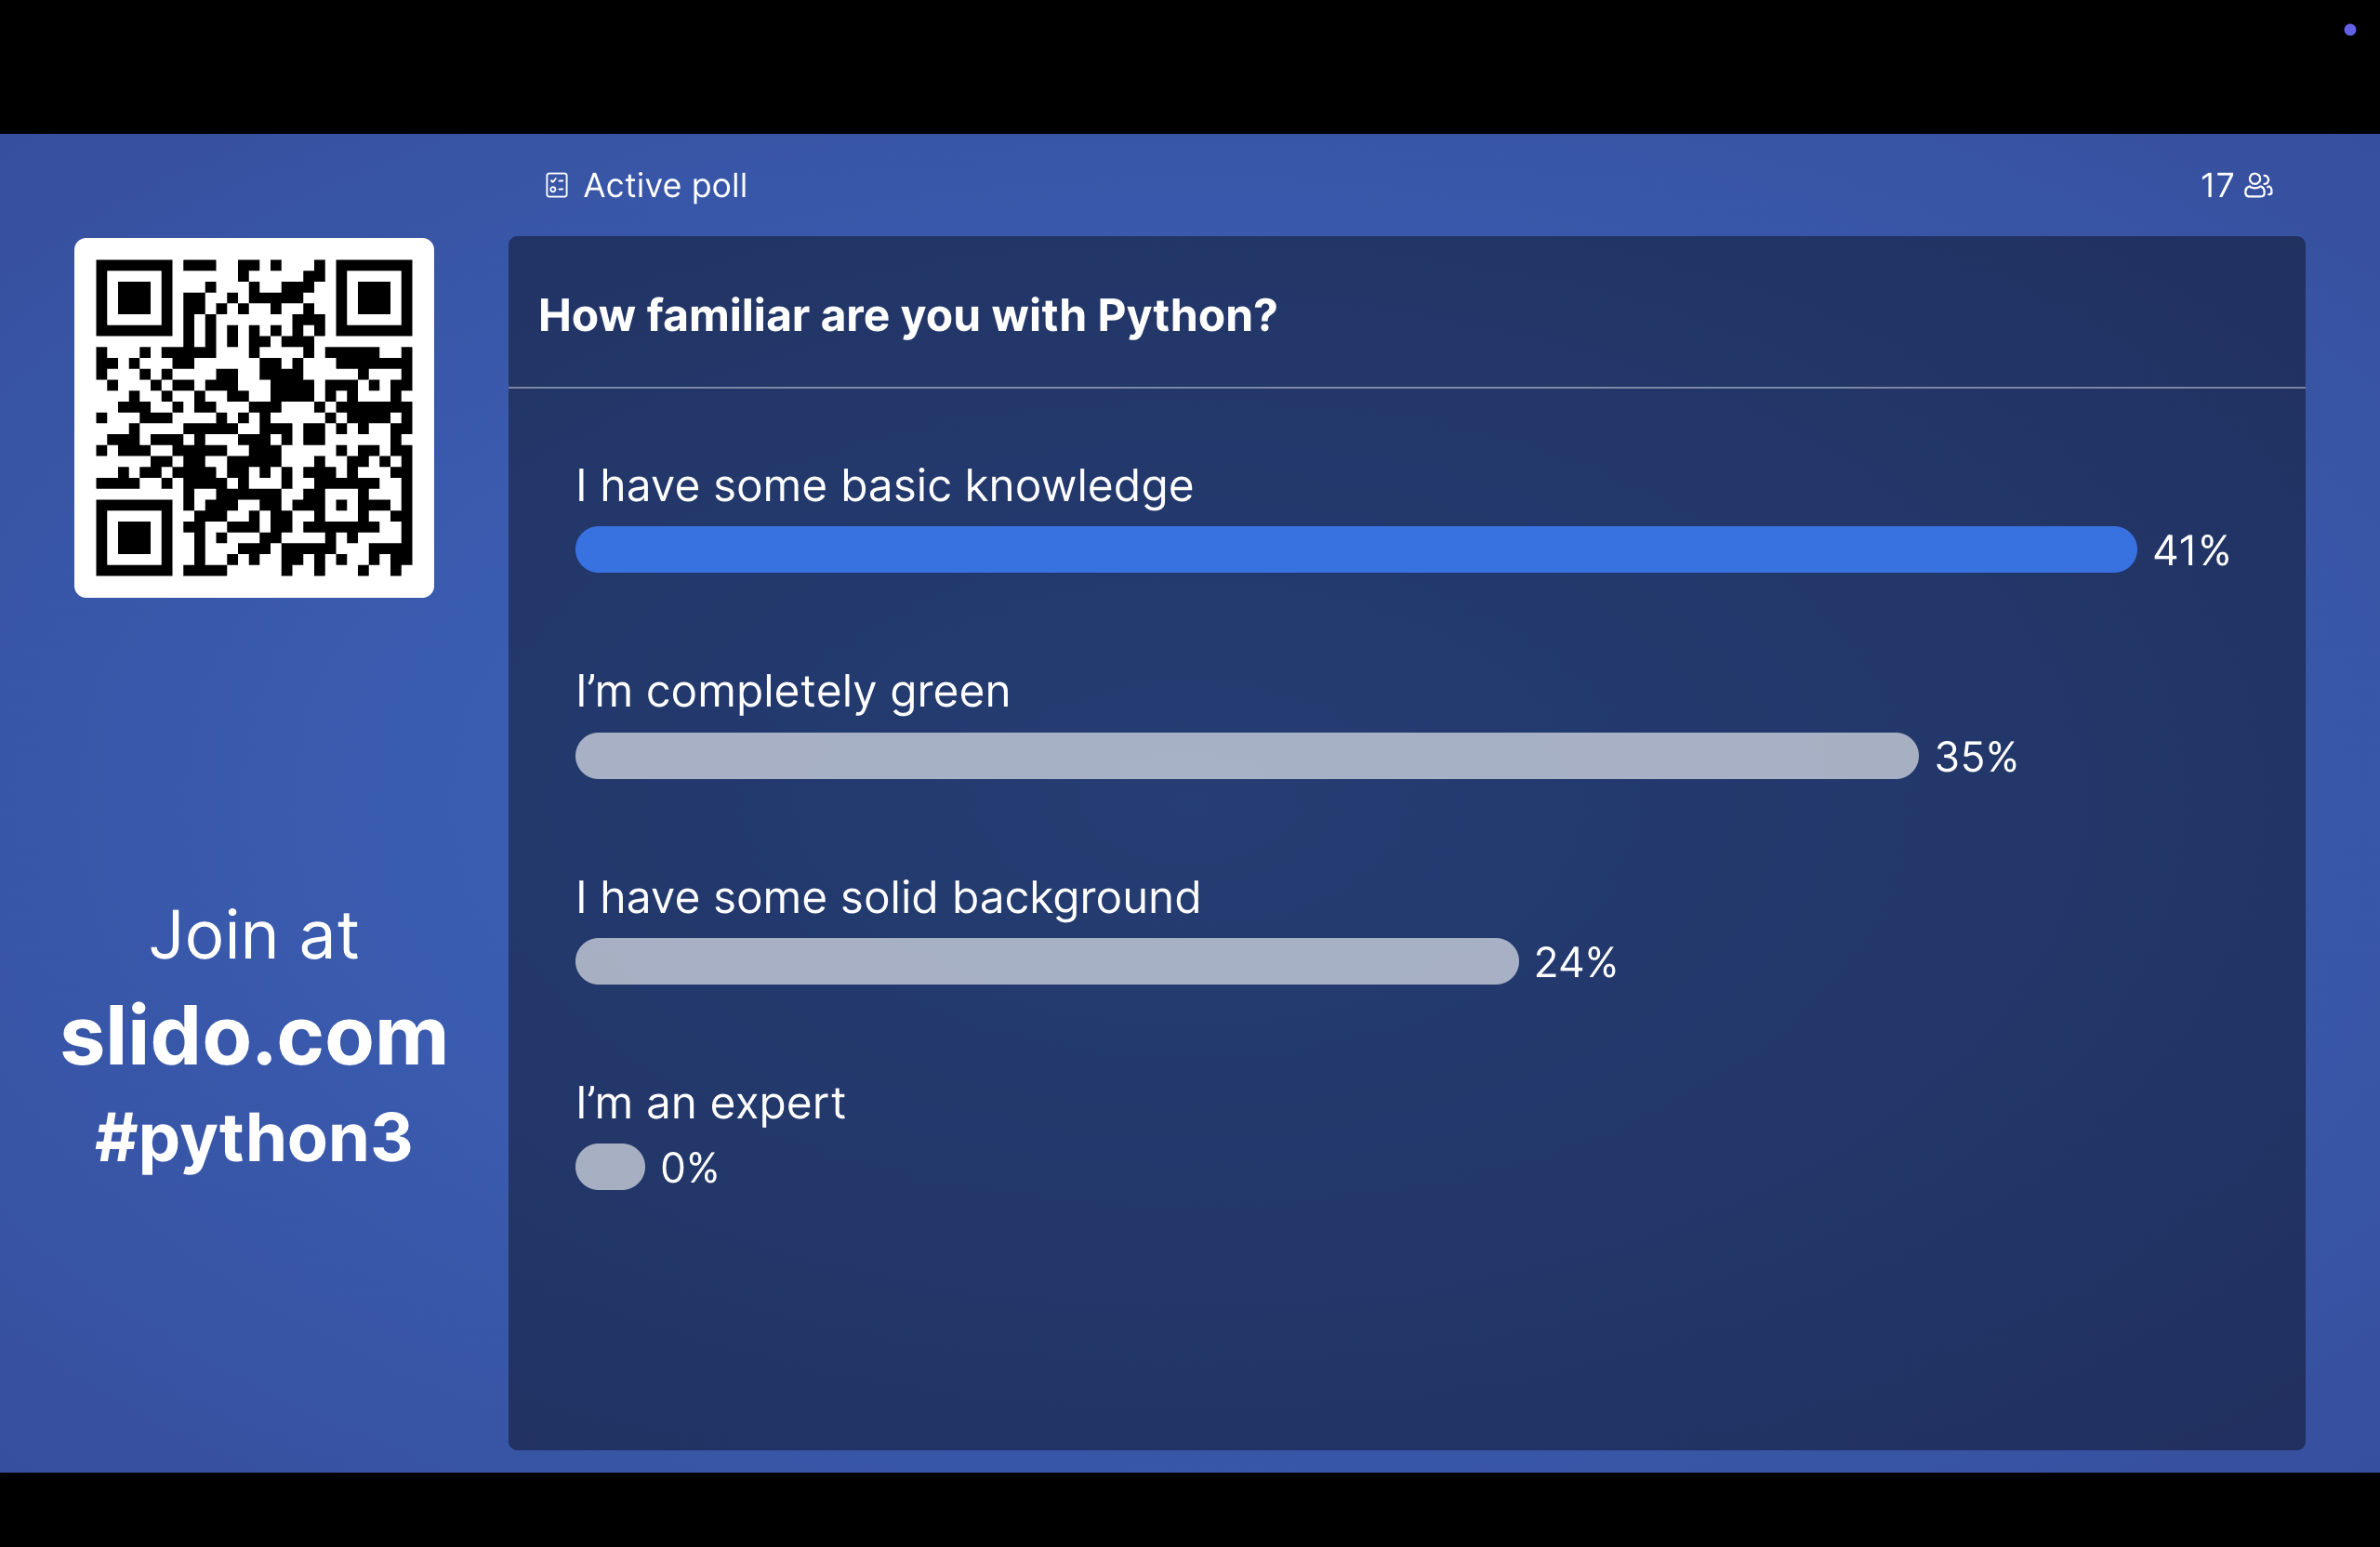 Active poll
17
How familiar are you with Python?
I have some basic knowledge
41%
I’m completely green
35%
I have some solid background
24%
I’m an expert
0%
Join at
slido.com
#python3